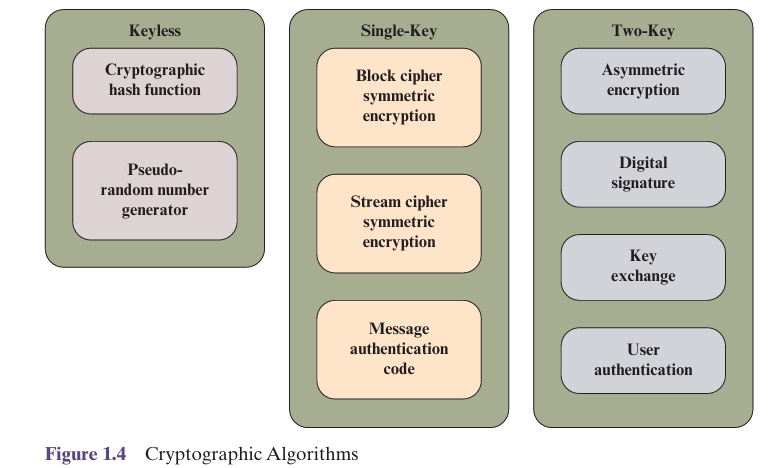 Keyless
Cryptographic
hash function
Pseudo-
random number
generator
Single-Key
Block cipher
symmetric
encryption
Stream cipher
symmetric
encryption
Message
authentication
code
Two-Key
Asymmetric
encryption
Digital
signature
Key
exchange
User
authentication
Figure 1.4 Cryptographic Algorithms